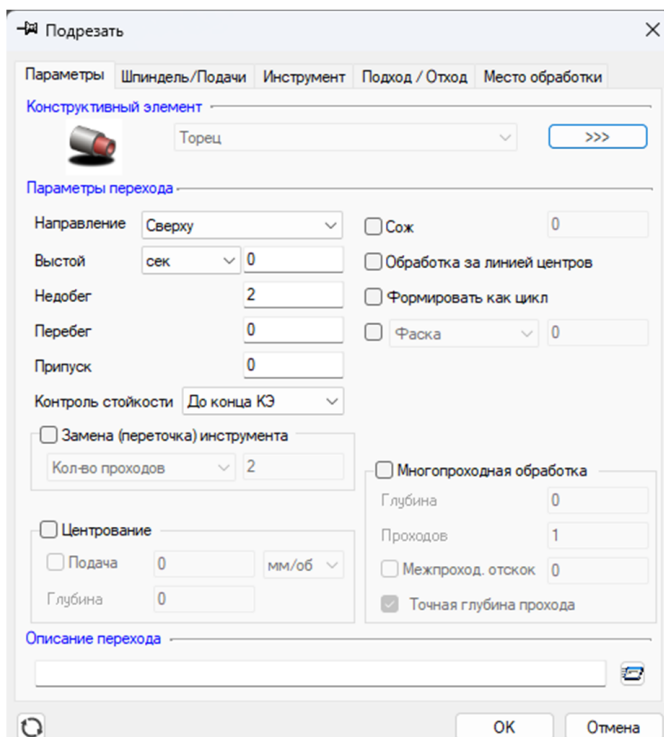 Подрезать
Параметры Шпиндель/Подачи Инструмент Подход / Отход Место обработки
Конструктивный элемент
Торец >>>
Параметры перехода
Направление Сверху Сож 0
Выстой сек 0 Обработка за линией центров
Недобег 2 Формировать как цикл
Перебег 0 Фаска 0
Припуск 0
Контроль стойкости До конца КЭ
Замена (переточка) инструмента
Кол-во проходов 2 Многопроходная обработка
Глубина 0
Центрование Проходов 1
Подача 0 мм/об Межпроход. отскок 0
Глубина 0 Точная глубина прохода
Описание перехода
ОК Отмена